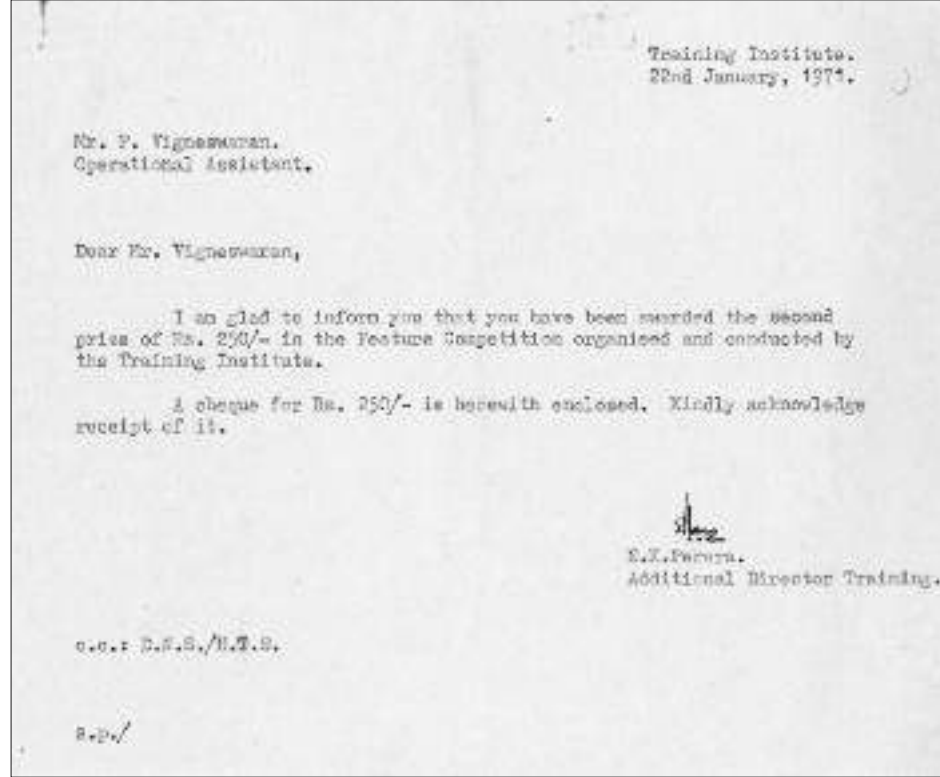 Training Institute.
22nd January, 1971.
Mr. P. Vigneswaran.
Operational Assistant.
Dear Mr. Vigneswaran,
I am glad to inform you that you have been awarded the second
prise of Rs. 250/- in the Feature Competition organised and conducted by
the Training Institute.
A cheque for Rs. 250/- is herewith enclosed. Kindly acknowledge
receipt of it.
Perera.
Additional Director Training.
c.c.: